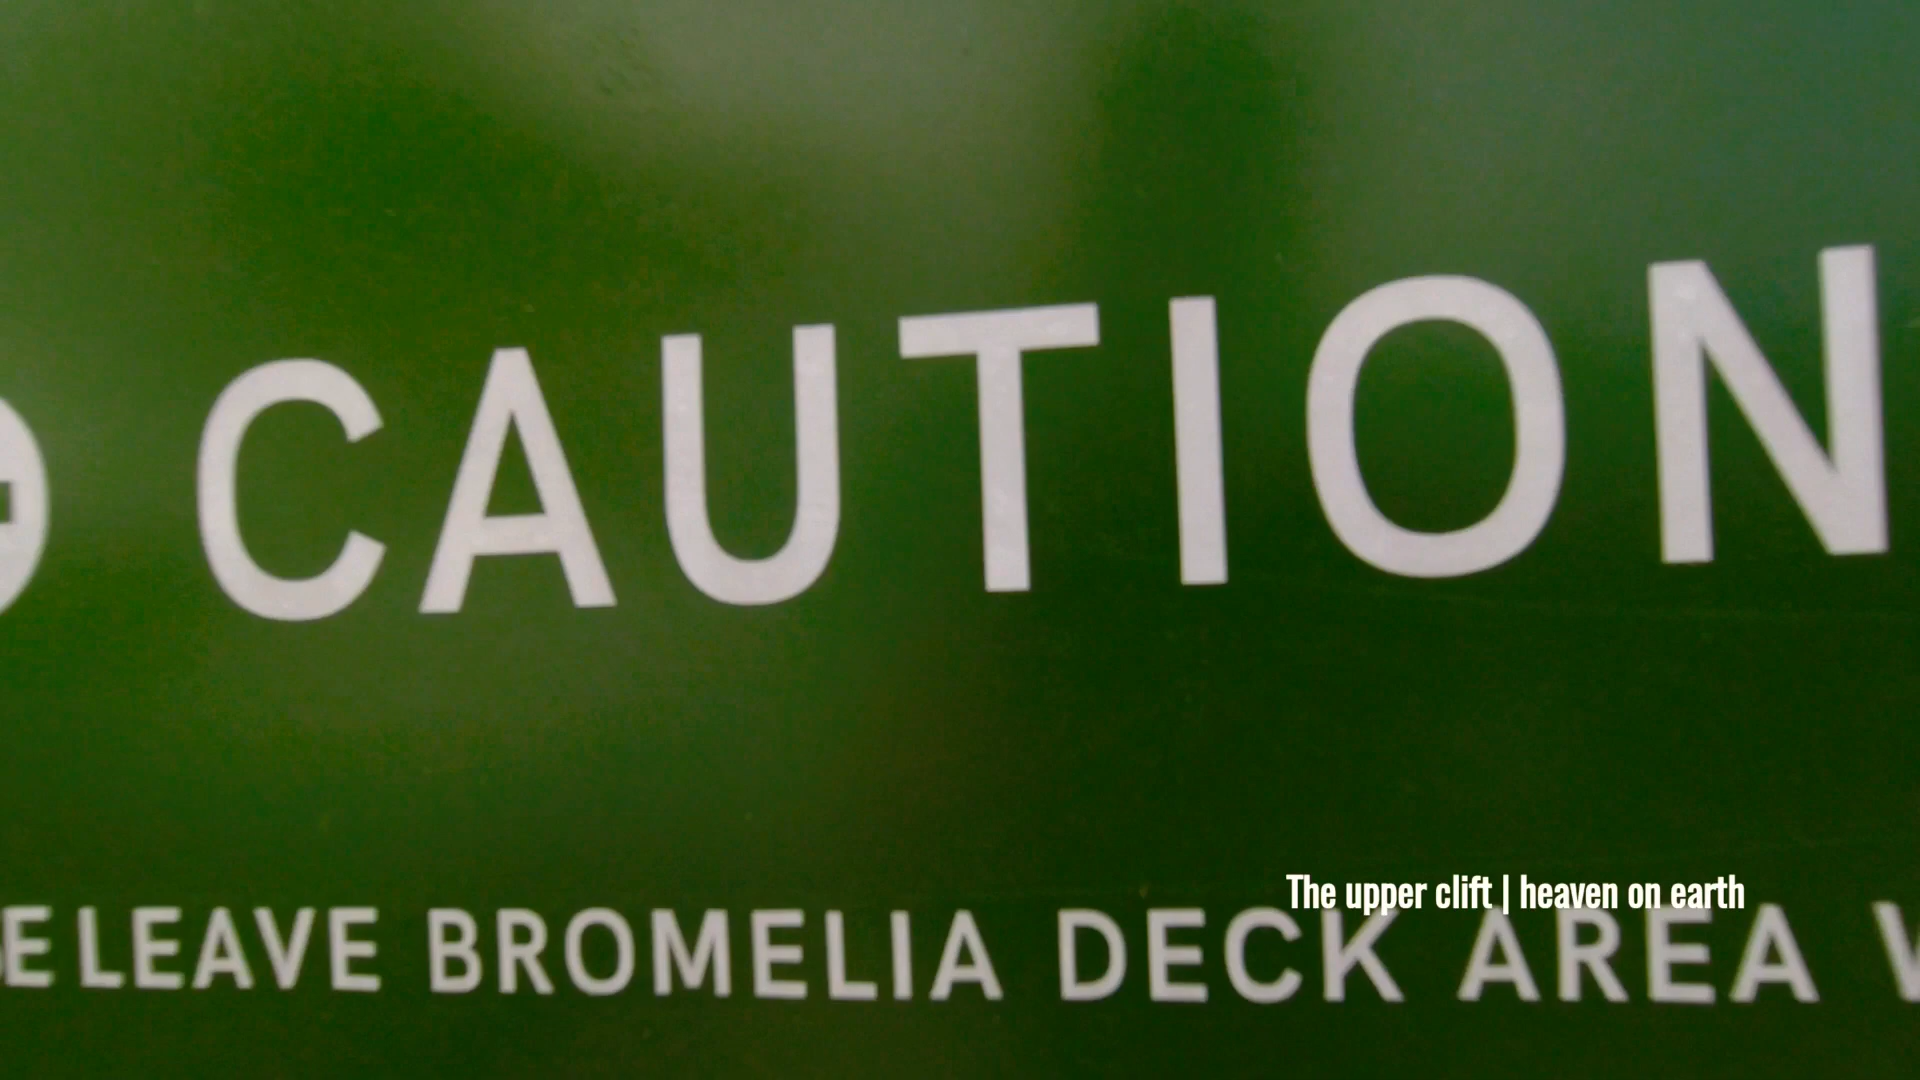 CAUTION
The upper clift | heaven on earth
LEAVE BROMELIA DECK AREA